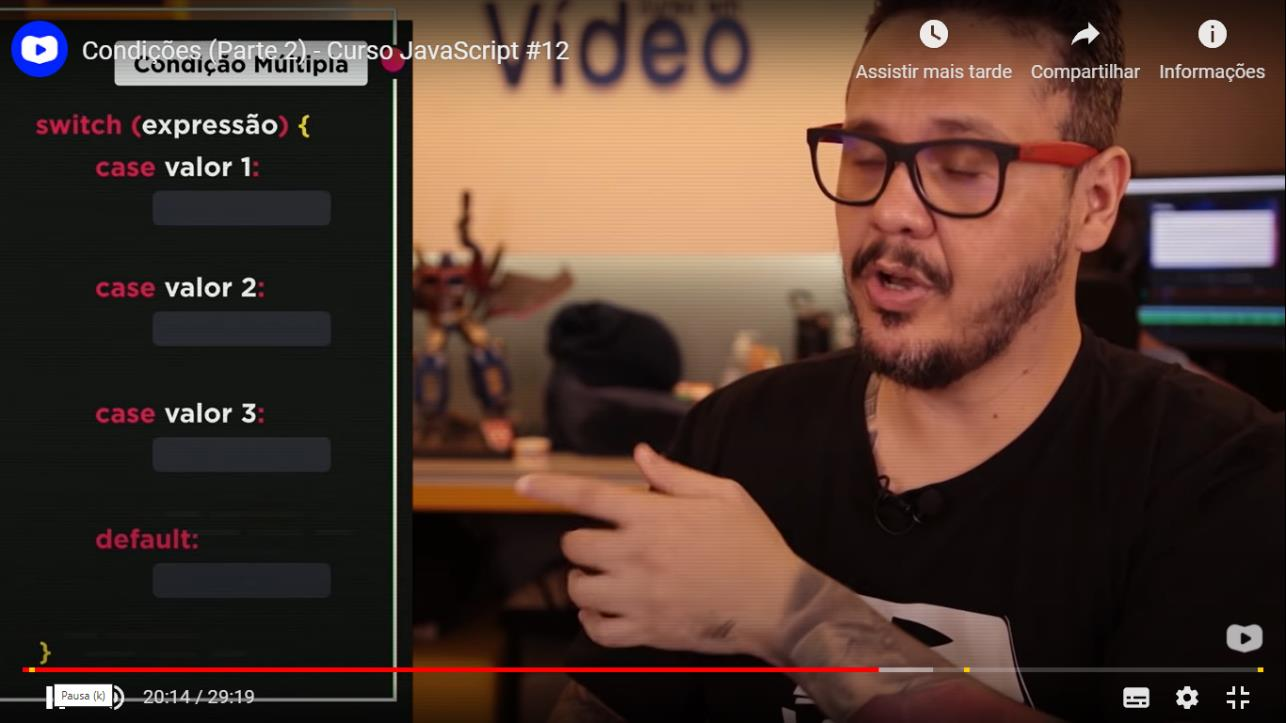 Condições (Parte 2) - Curso JavaScript #12
Vídeo
Assistir mais tarde
Compartilhar
Informações
Condição Múltipla
switch (expressão) {
case valor 1:
case valor 2:
case valor 3:
default:
}
Pausa (k)
20:14 / 29:19